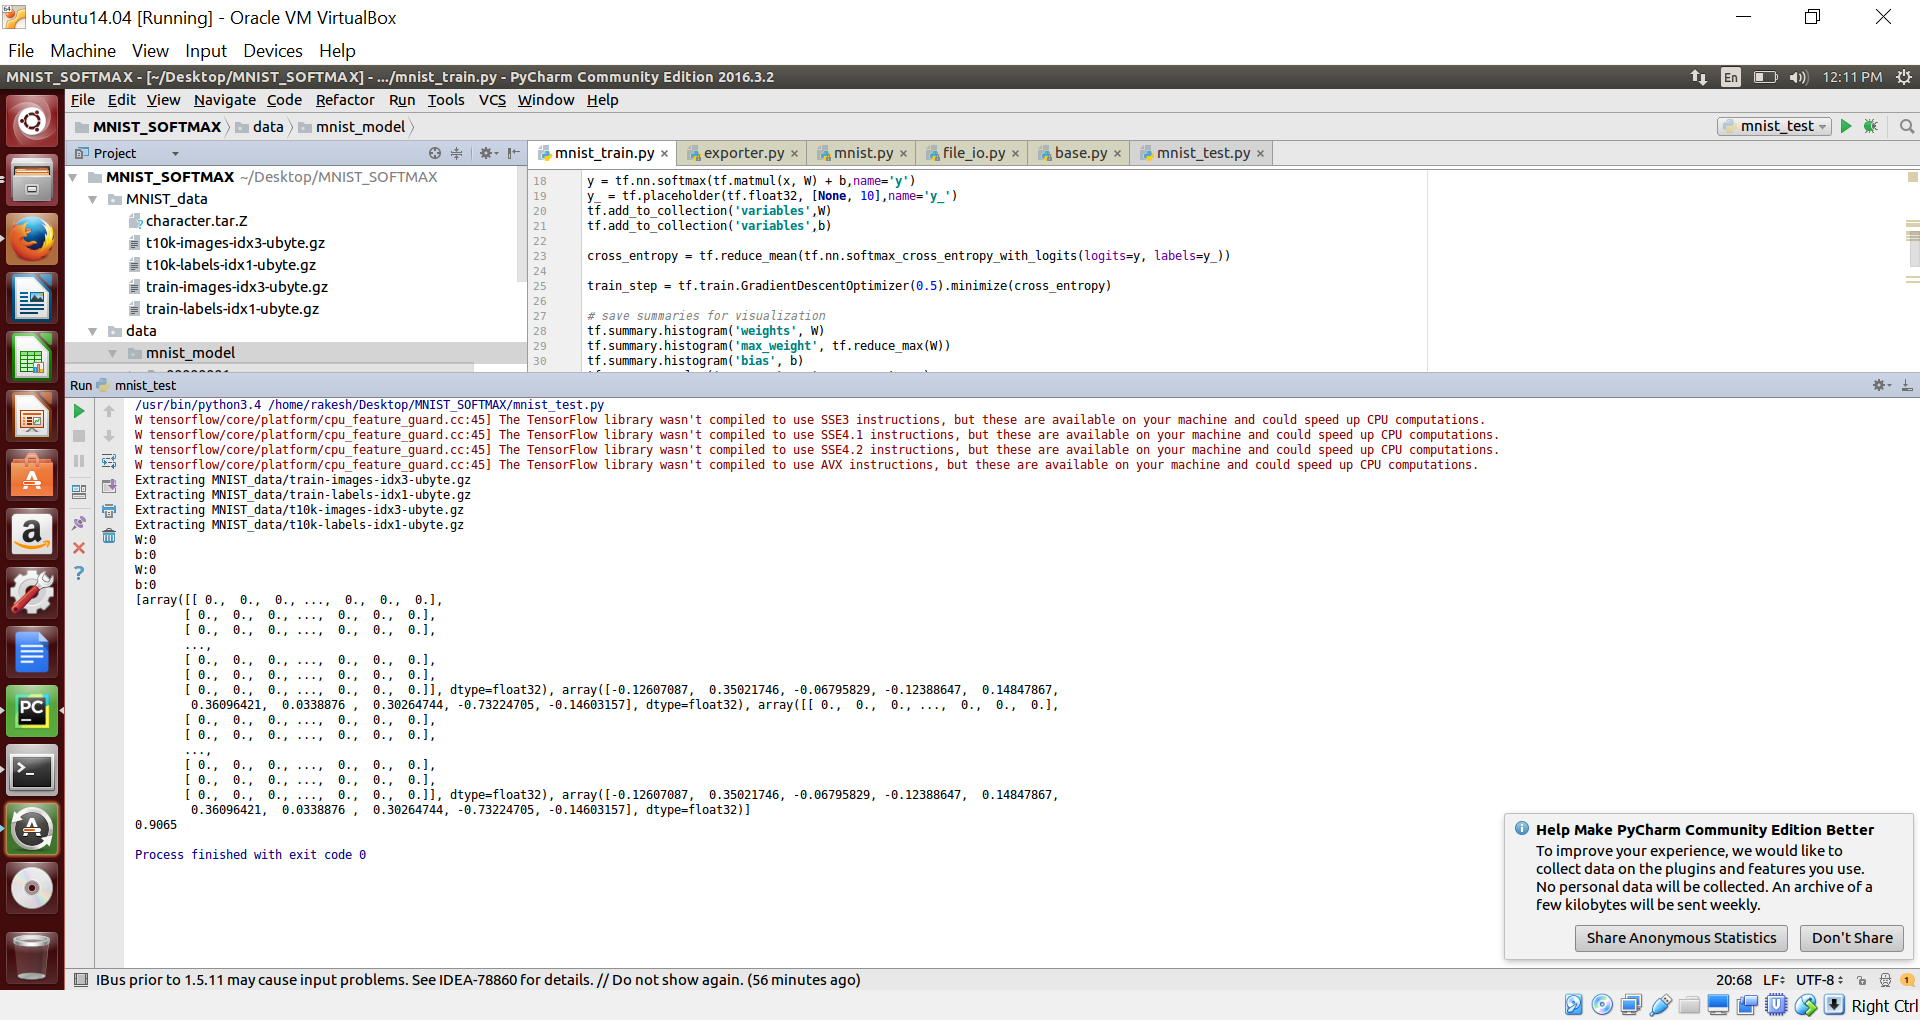 ubuntu14.04 [Running] - Oracle VM VirtualBox
File Machine View Input Devices Help
MNIST_SOFTMAX - [~/Desktop/MNIST_SOFTMAX] - .../mnist_train.py - PyCharm Community Edition 2016.3.2
En 12:11 PM
File Edit View Navigate Code Refactor Run Tools VCS Window Help
MNIST_SOFTMAX data mnist_model
mnist_test
Project
mnist_train.py × exporter.py × mnist.py × file_io.py × base.py × mnist_test.py ×
MNIST_SOFTMAX ~/Desktop/MNIST_SOFTMAX
MNIST_data
character.tar.Z
t10k-images-idx3-ubyte.gz
t10k-labels-idx1-ubyte.gz
train-images-idx3-ubyte.gz
train-labels-idx1-ubyte.gz
data
mnist_model
18 y = tf.nn.softmax(tf.matmul(x, W) + b,name='y')
19 y_ = tf.placeholder(tf.float32, [None, 10],name='y_')
20 tf.add_to_collection('variables',W)
21 tf.add_to_collection('variables',b)
22
23 cross_entropy = tf.reduce_mean(tf.nn.softmax_cross_entropy_with_logits(logits=y, labels=y_))
24
25 train_step = tf.train.GradientDescentOptimizer(0.5).minimize(cross_entropy)
26
27 # save summaries for visualization
28 tf.summary.histogram('weights', W)
29 tf.summary.histogram('max_weight', tf.reduce_max(W))
30 tf.summary.histogram('bias', b)
Run mnist_test
/usr/bin/python3.4 /home/rakesh/Desktop/MNIST_SOFTMAX/mnist_test.py
W tensorflow/core/platform/cpu_feature_guard.cc:45] The TensorFlow library wasn't compiled to use SSE3 instructions, but these are available on your machine and could speed up CPU computations.
W tensorflow/core/platform/cpu_feature_guard.cc:45] The TensorFlow library wasn't compiled to use SSE4.1 instructions, but these are available on your machine and could speed up CPU computations.
W tensorflow/core/platform/cpu_feature_guard.cc:45] The TensorFlow library wasn't compiled to use SSE4.2 instructions, but these are available on your machine and could speed up CPU computations.
W tensorflow/core/platform/cpu_feature_guard.cc:45] The TensorFlow library wasn't compiled to use AVX instructions, but these are available on your machine and could speed up CPU computations.
Extracting MNIST_data/train-images-idx3-ubyte.gz
Extracting MNIST_data/train-labels-idx1-ubyte.gz
Extracting MNIST_data/t10k-images-idx3-ubyte.gz
Extracting MNIST_data/t10k-labels-idx1-ubyte.gz
W:0
b:0
W:0
b:0
[array([[ 0., 0., 0., ..., 0., 0., 0.],
[ 0., 0., 0., ..., 0., 0., 0.],
[ 0., 0., 0., ..., 0., 0., 0.],
...,
[ 0., 0., 0., ..., 0., 0., 0.],
[ 0., 0., 0., ..., 0., 0., 0.],
[ 0., 0., 0., ..., 0., 0., 0.]], dtype=float32), array([-0.12607087, 0.35021746, -0.06795829, -0.12388647, 0.14847867,
0.36096421, 0.0338876 , 0.30264744, -0.73224705, -0.14603157], dtype=float32), array([[ 0., 0., 0., ..., 0., 0., 0.],
[ 0., 0., 0., ..., 0., 0., 0.],
[ 0., 0., 0., ..., 0., 0., 0.],
...,
[ 0., 0., 0., ..., 0., 0., 0.],
[ 0., 0., 0., ..., 0., 0., 0.],
[ 0., 0., 0., ..., 0., 0., 0.]], dtype=float32), array([-0.12607087, 0.35021746, -0.06795829, -0.12388647, 0.14847867,
0.36096421, 0.0338876 , 0.30264744, -0.73224705, -0.14603157], dtype=float32)]
0.9065
Process finished with exit code 0
Help Make PyCharm Community Edition Better
To improve your experience, we would like to
collect data on the plugins and features you use.
No personal data will be collected. An archive of a
few kilobytes will be sent weekly.
Share Anonymous Statistics Don't Share
IBus prior to 1.5.11 may cause input problems. See IDEA-78860 for details. // Do not show again. (56 minutes ago)
20:68 LF UTF-8 1
Right Ctrl